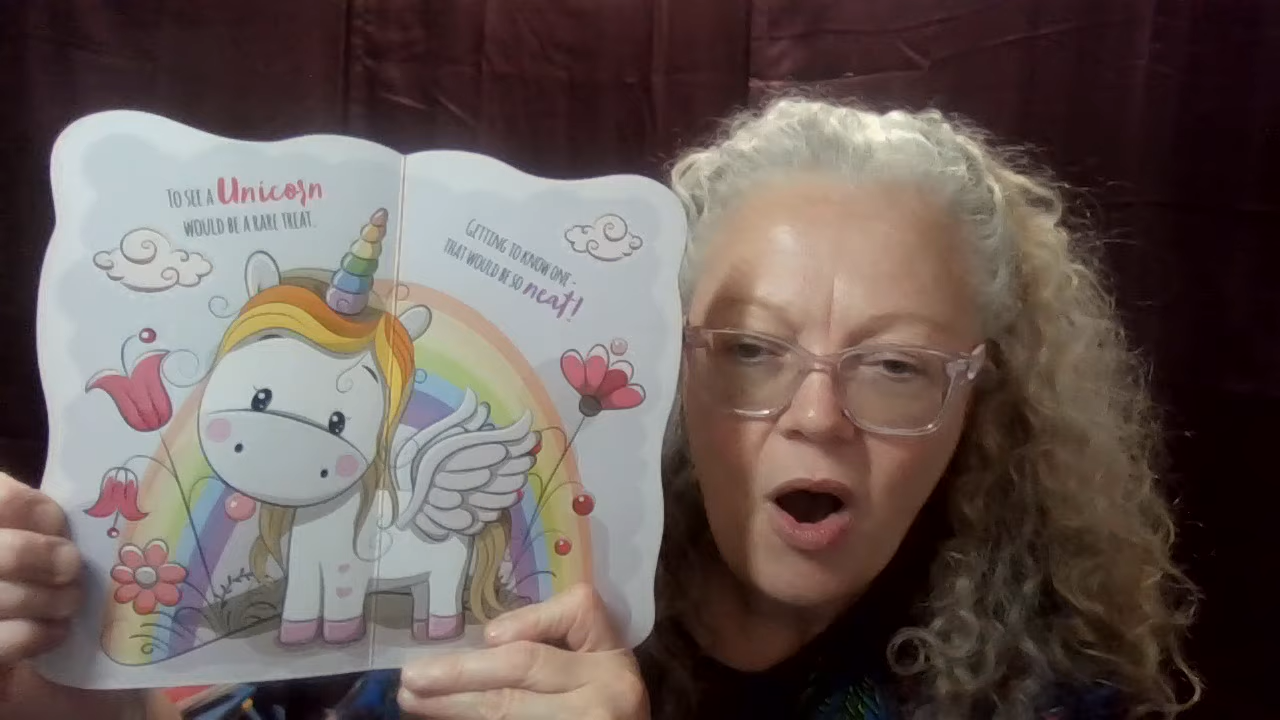 TO SEE A Unicorn
WOULD BE A RARE TREAT.
GETTING TO KNOW ONE -
THAT WOULD BE SO neat!